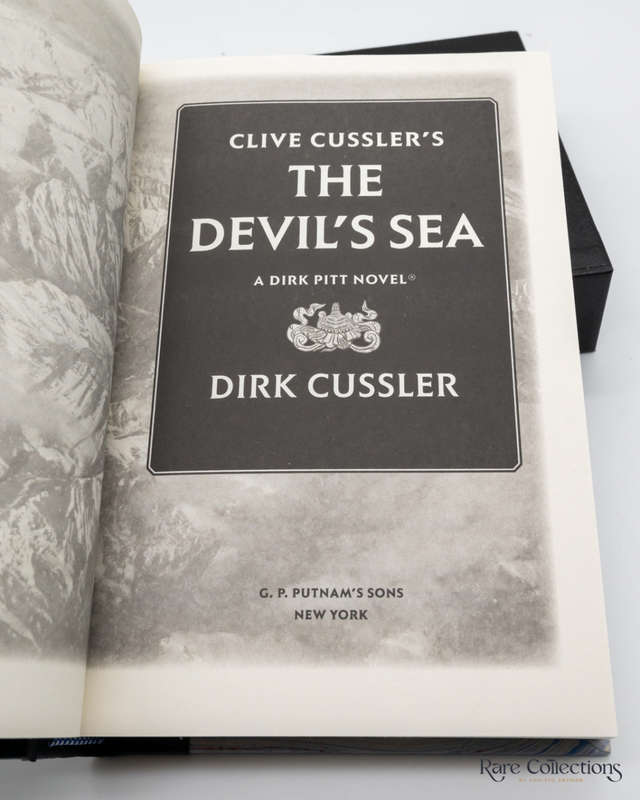 CLIVE CUSSLER'S
THE
DEVIL'S SEA
A DIRK PITT NOVEL®
DIRK CUSSLER
G. P. PUTNAM'S SONS
NEW YORK
Rare Collections